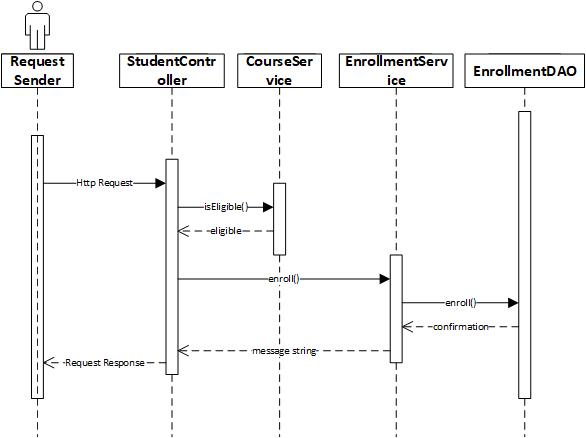 Request
Sender
StudentContr
oller
CourseSer
vice
EnrollmentServ
ice
EnrollmentDAO
Http Request
isEligible()
eligible
enroll()
enroll()
confirmation
message string
Request Response